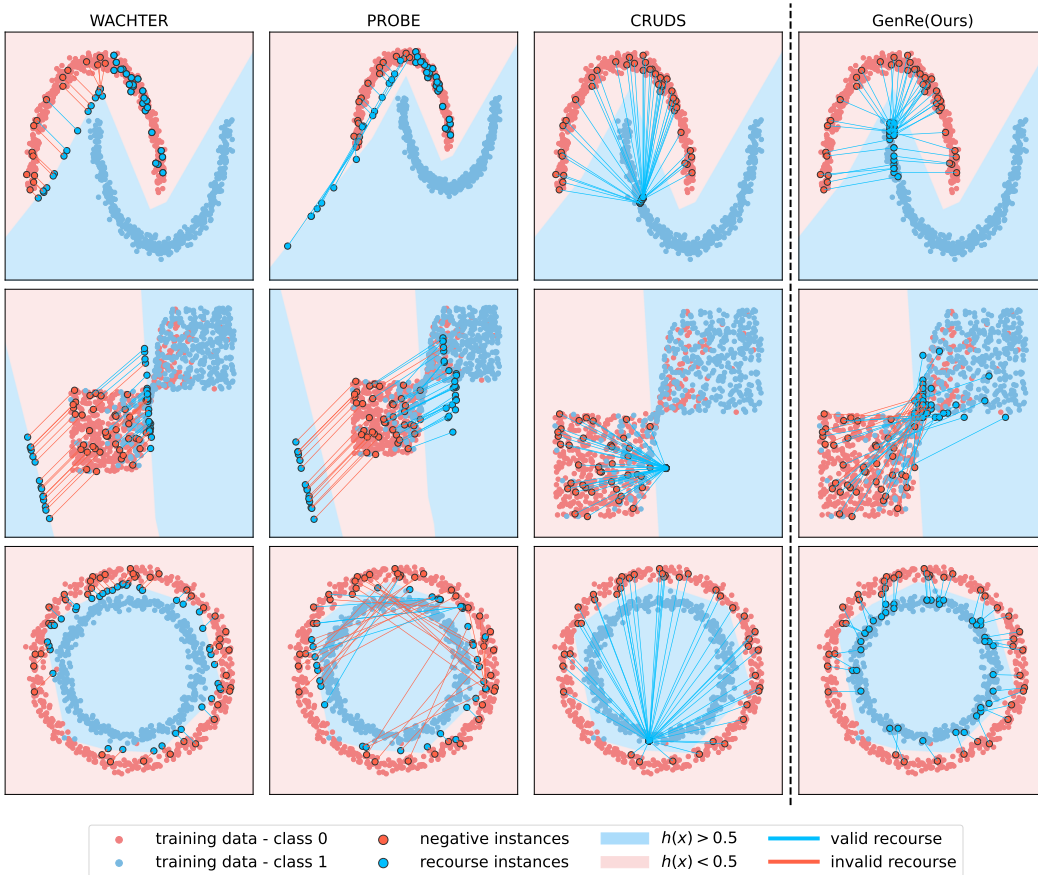 WACHTER PROBE CRUDS GenRe(Ours)
training data - class 0 negative instances h(x) > 0.5 valid recourse
training data - class 1 recourse instances h(x) < 0.5 invalid recourse